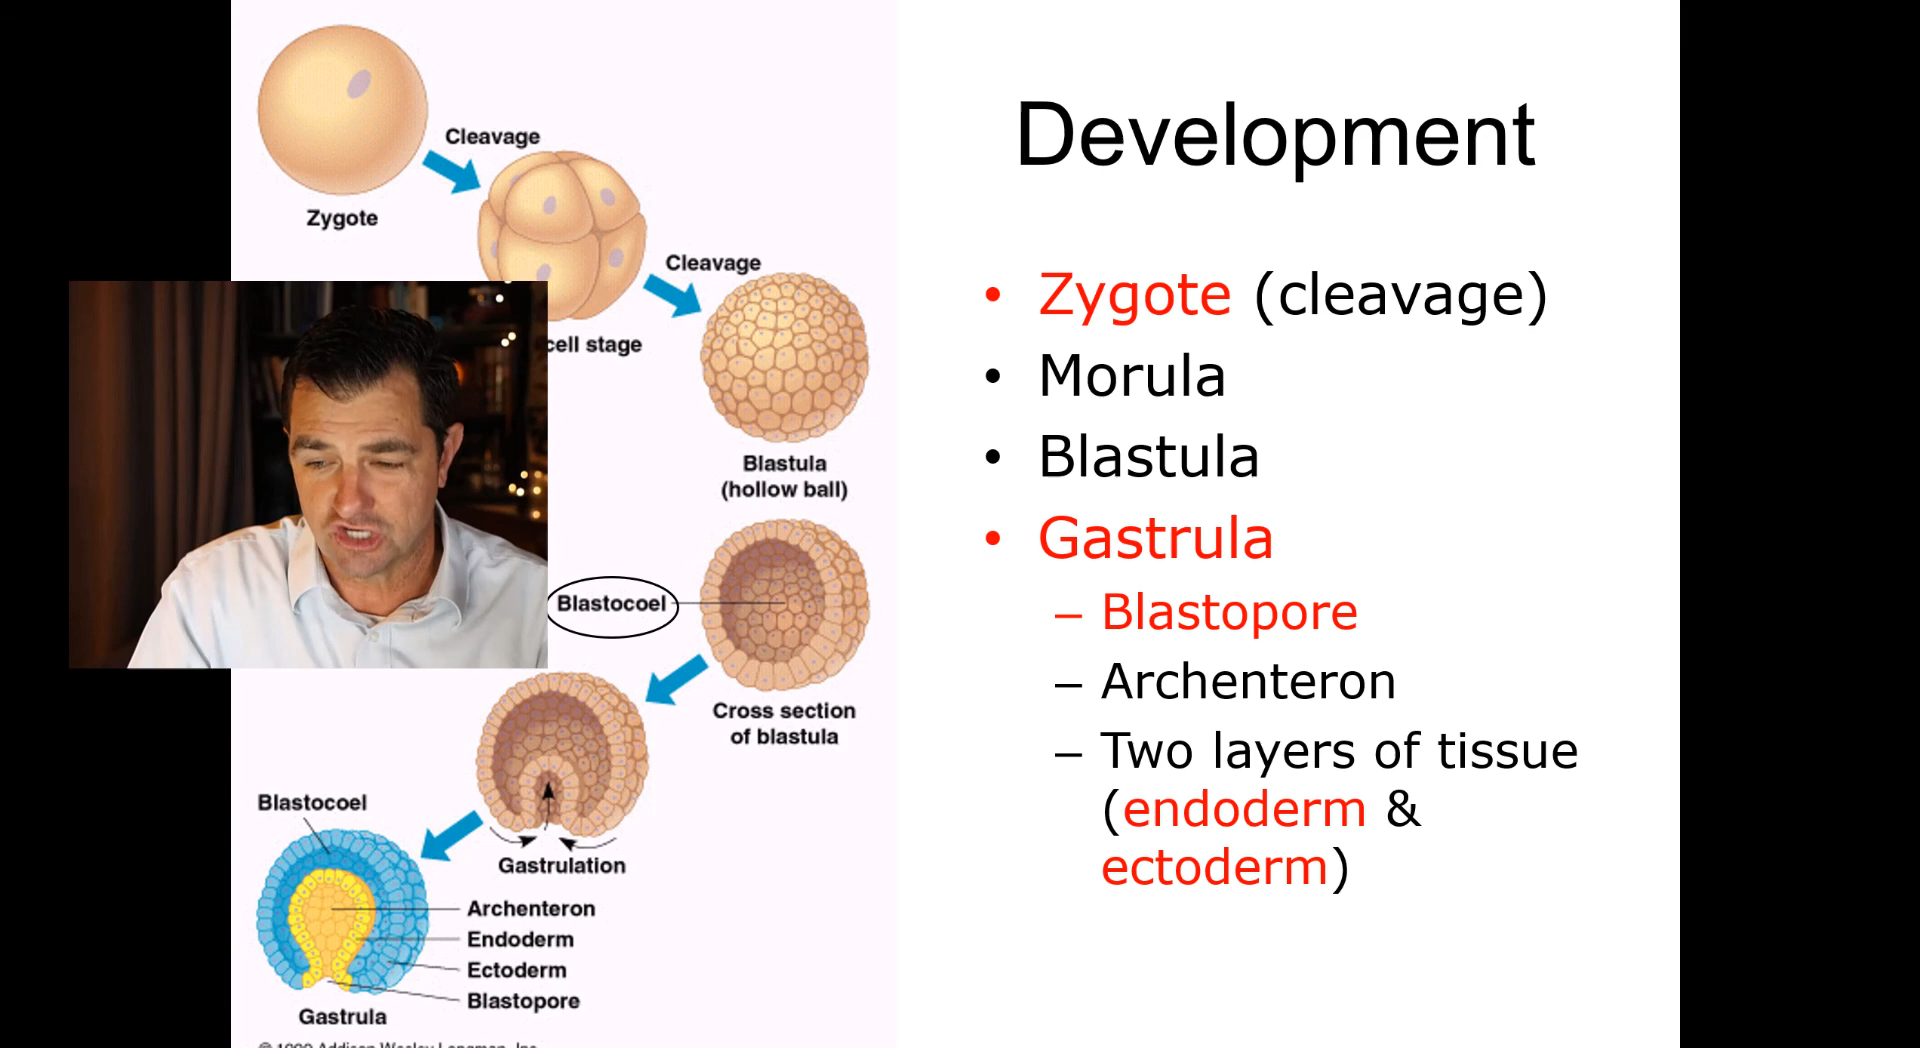 Cleavage
Zygote
Cleavage
cell stage
Blastula
(hollow ball)
Blastocoel
Cross section
of blastula
Gastrulation
Blastocoel
Archenteron
Endoderm
Ectoderm
Blastopore
Gastrula
Development
• Zygote (cleavage)
• Morula
• Blastula
• Gastrula
– Blastopore
– Archenteron
– Two layers of tissue
(endoderm &
ectoderm)